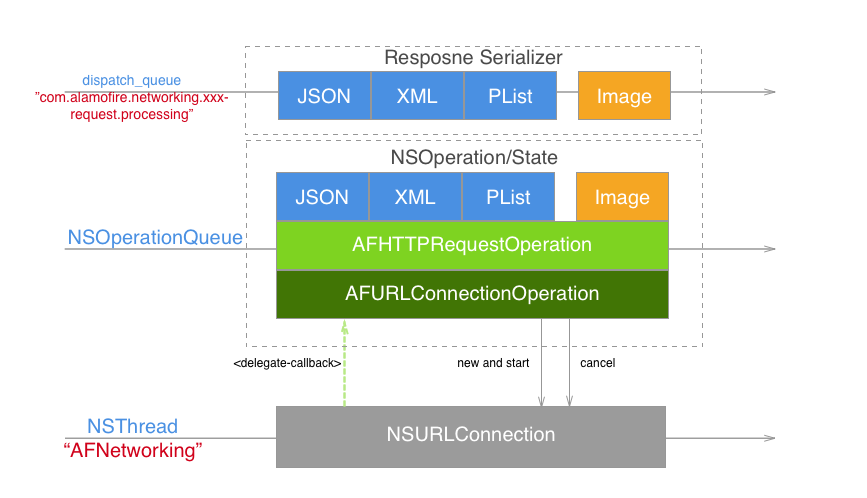 Resposne Serializer
dispatch_queue
”com.alamofire.networking.xxx-
request.processing”
JSON
XML
PList
Image
NSOperation/State
JSON
XML
PList
Image
NSOperationQueue
AFHTTPRequestOperation
AFURLConnectionOperation
<delegate-callback>
new and start
cancel
NSThread
“AFNetworking”
NSURLConnection